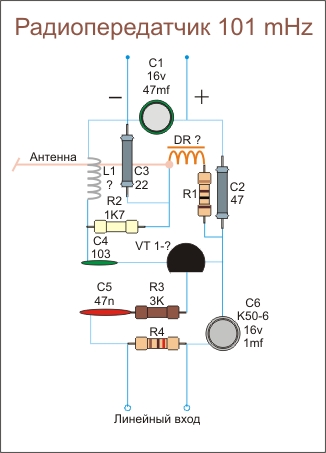 Радиопередатчик 101 mHz
C1
16v
47mf
− +
DR ?
Антенна
L1
?
C3
22
R1
C2
47
R2
1K7
C4
103
VT 1-?
C5
47n
R3
3K
C6
K50-6
16v
1mf
R4
Линейный вход